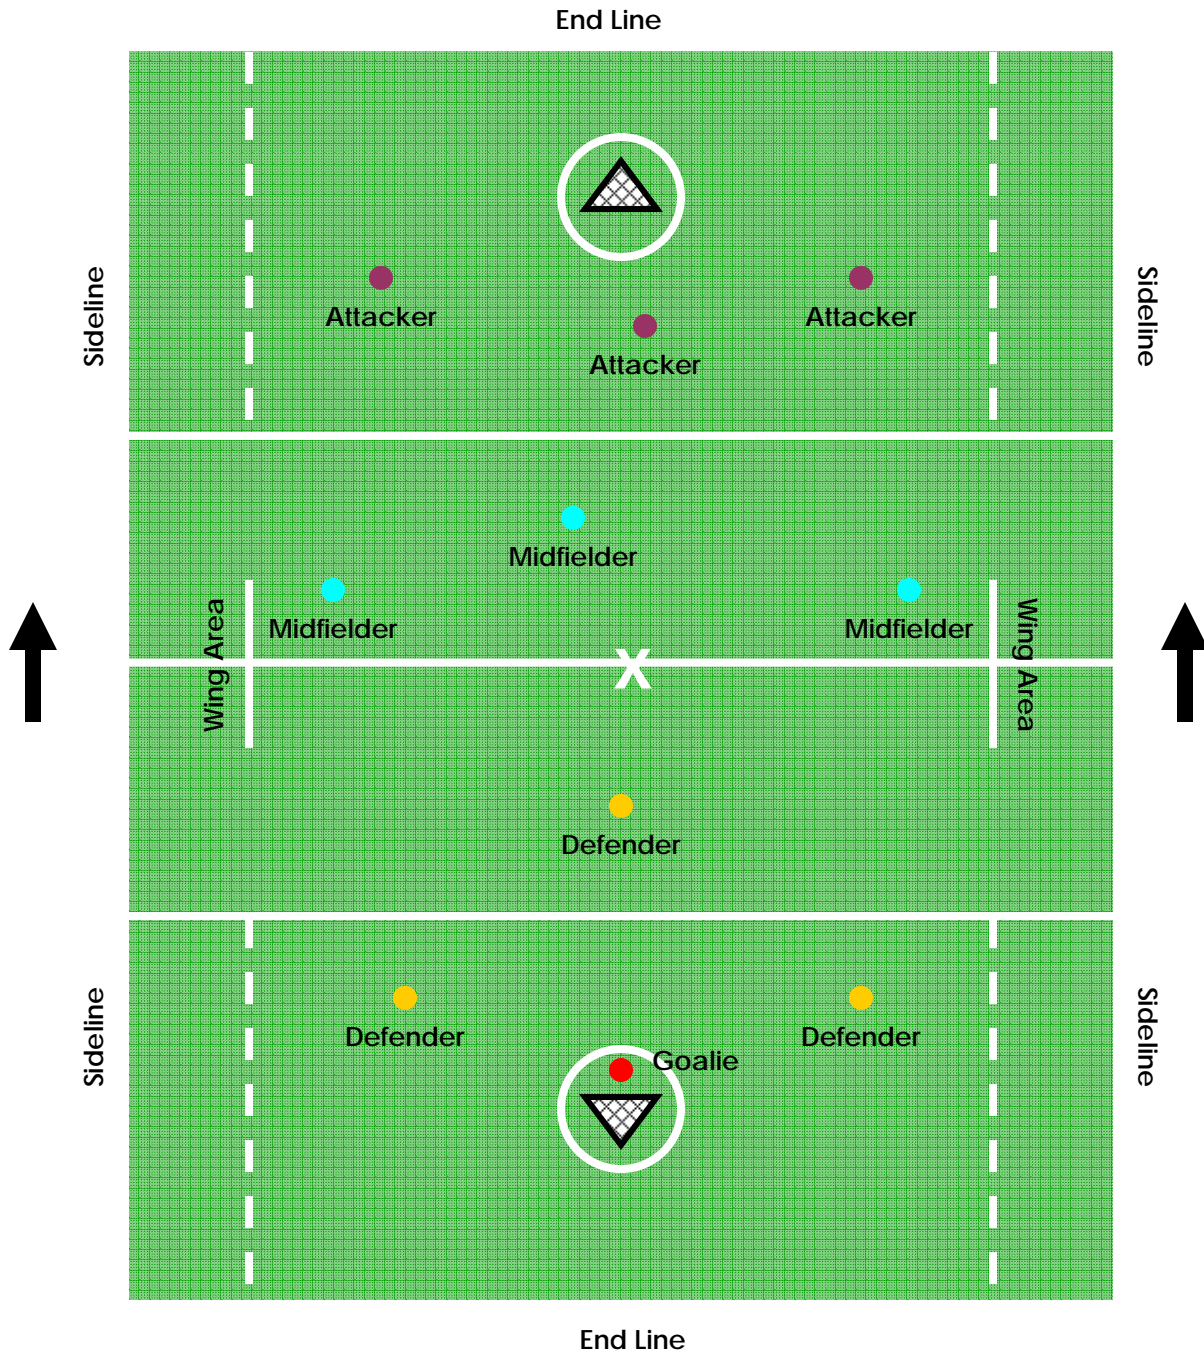 End Line
Sideline
Sideline
Attacker
Attacker
Attacker
Midfielder
Midfielder
Midfielder
Wing Area
Wing Area
X
Defender
Sideline
Sideline
Defender
Defender
Goalie
End Line